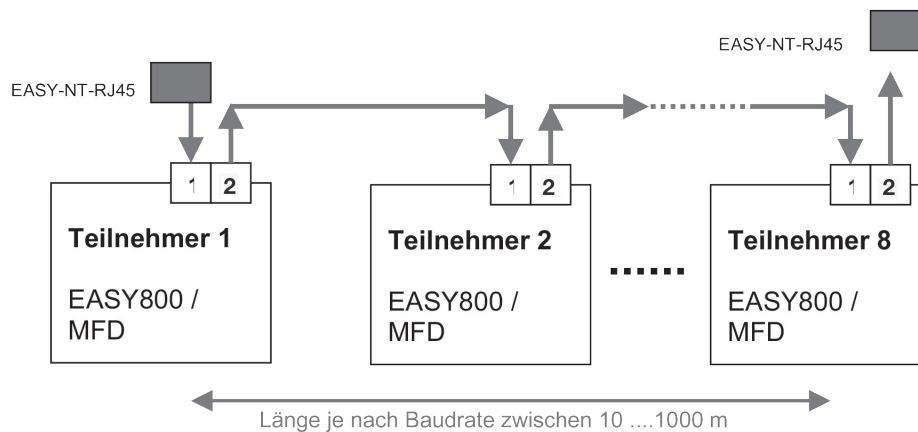 EASY-NT-RJ45
EASY-NT-RJ45
1 2
1 2
1 2
Teilnehmer 1
EASY800 /
MFD
Teilnehmer 2
EASY800 /
MFD
Teilnehmer 8
EASY800 /
MFD
Länge je nach Baudrate zwischen 10 ....1000 m